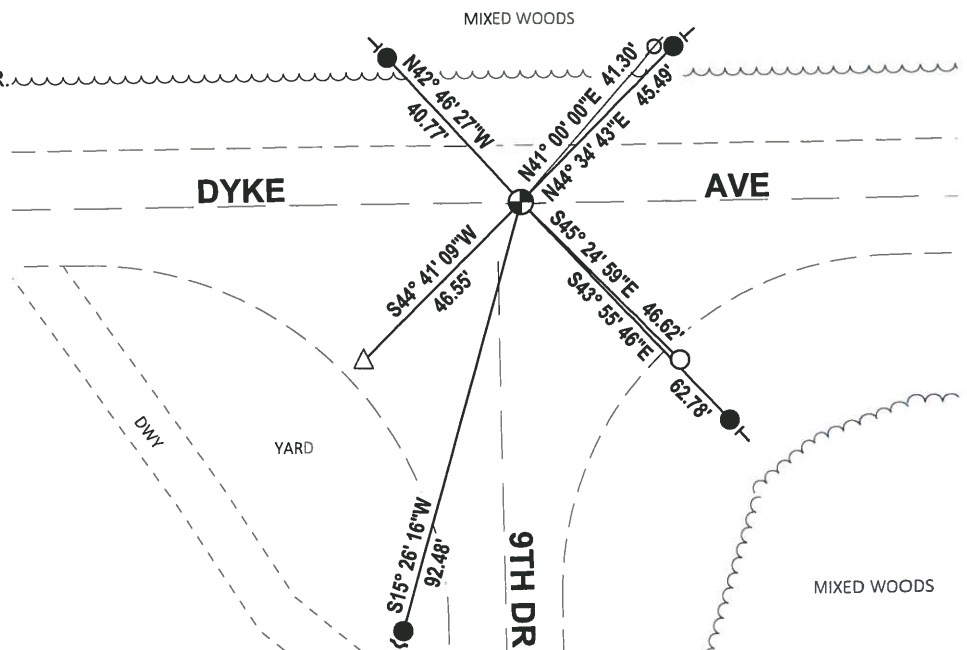 MIXED WOODS
R.
N42° 46' 27"W
40.77'
N41° 00' 00"E 41.30'
N44° 34' 43"E
45.49'
DYKE
AVE
S44° 41' 09"W
46.55'
S45° 24' 59"E 46.62'
S43° 55' 46"E
62.78'
DWY
YARD
S15° 26' 16"W
92.48'
9TH DR
MIXED WOODS